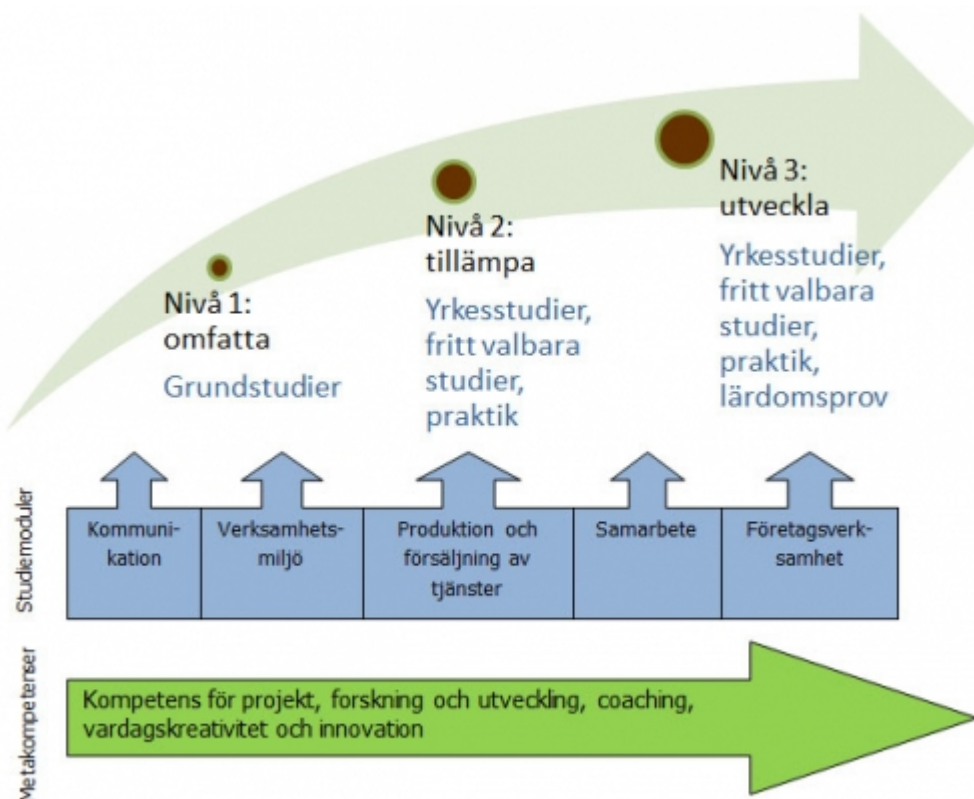 Nivå 1:
omfatta
Grundstudier
Nivå 2:
tillämpa
Yrkesstudier,
fritt valbara
studier,
praktik
Nivå 3:
utveckla
Yrkesstudier,
fritt valbara
studier,
praktik,
lärdomsprov
Studiemoduler
Kommuni-
kation
Verksamhets-
miljö
Produktion och
försäljning av
tjänster
Samarbete
Företagsverk-
samhet
Metakompetenser
Kompetens för projekt, forskning och utveckling, coaching,
vardagskreativitet och innovation